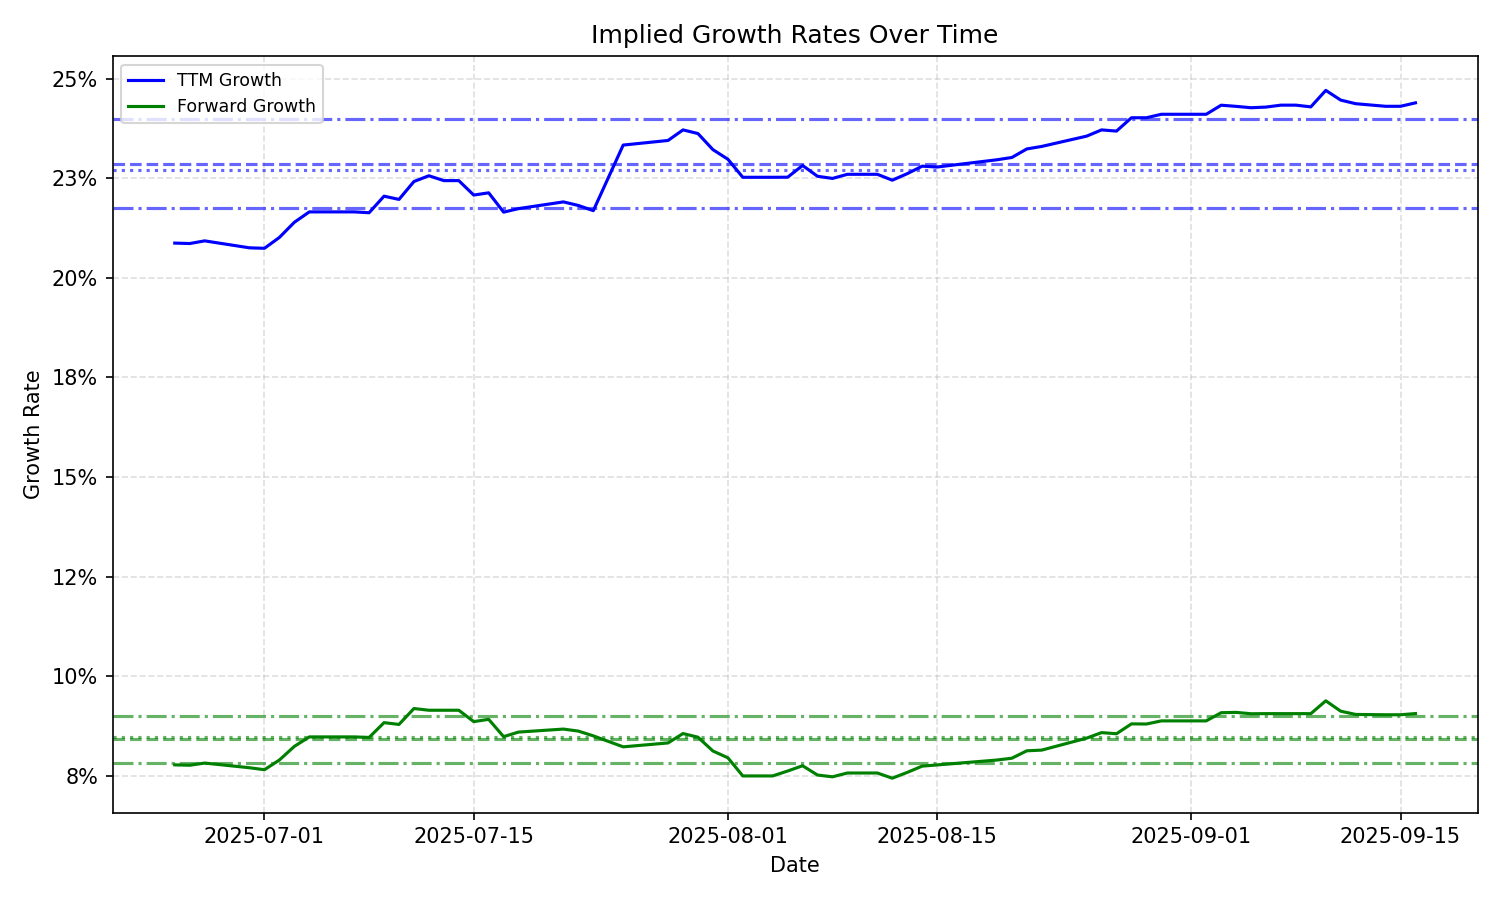 Implied Growth Rates Over Time
TTM Growth
Forward Growth
25%
23%
20%
18%
15%
12%
10%
8%
Growth Rate
2025-07-01
2025-07-15
2025-08-01
2025-08-15
2025-09-01
2025-09-15
Date